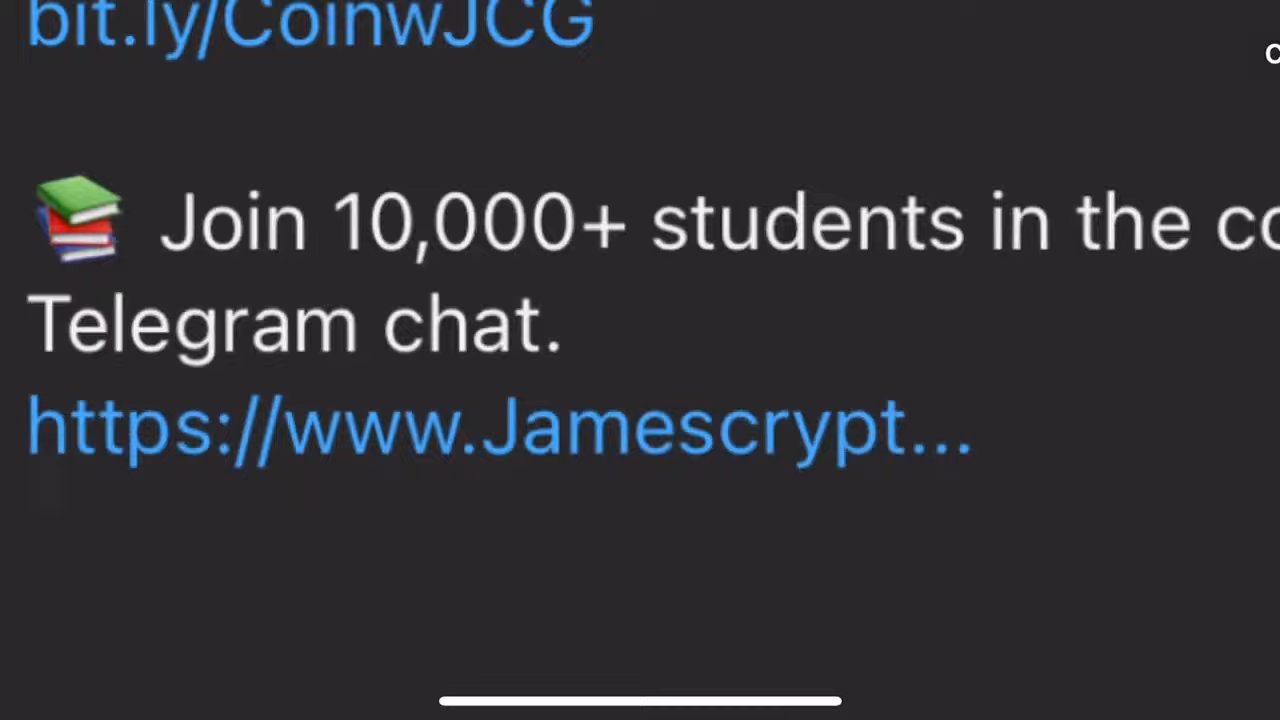 bit.ly/CoinwJCG
Join 10,000+ students in the
Telegram chat.
https://www.Jamescrypt...